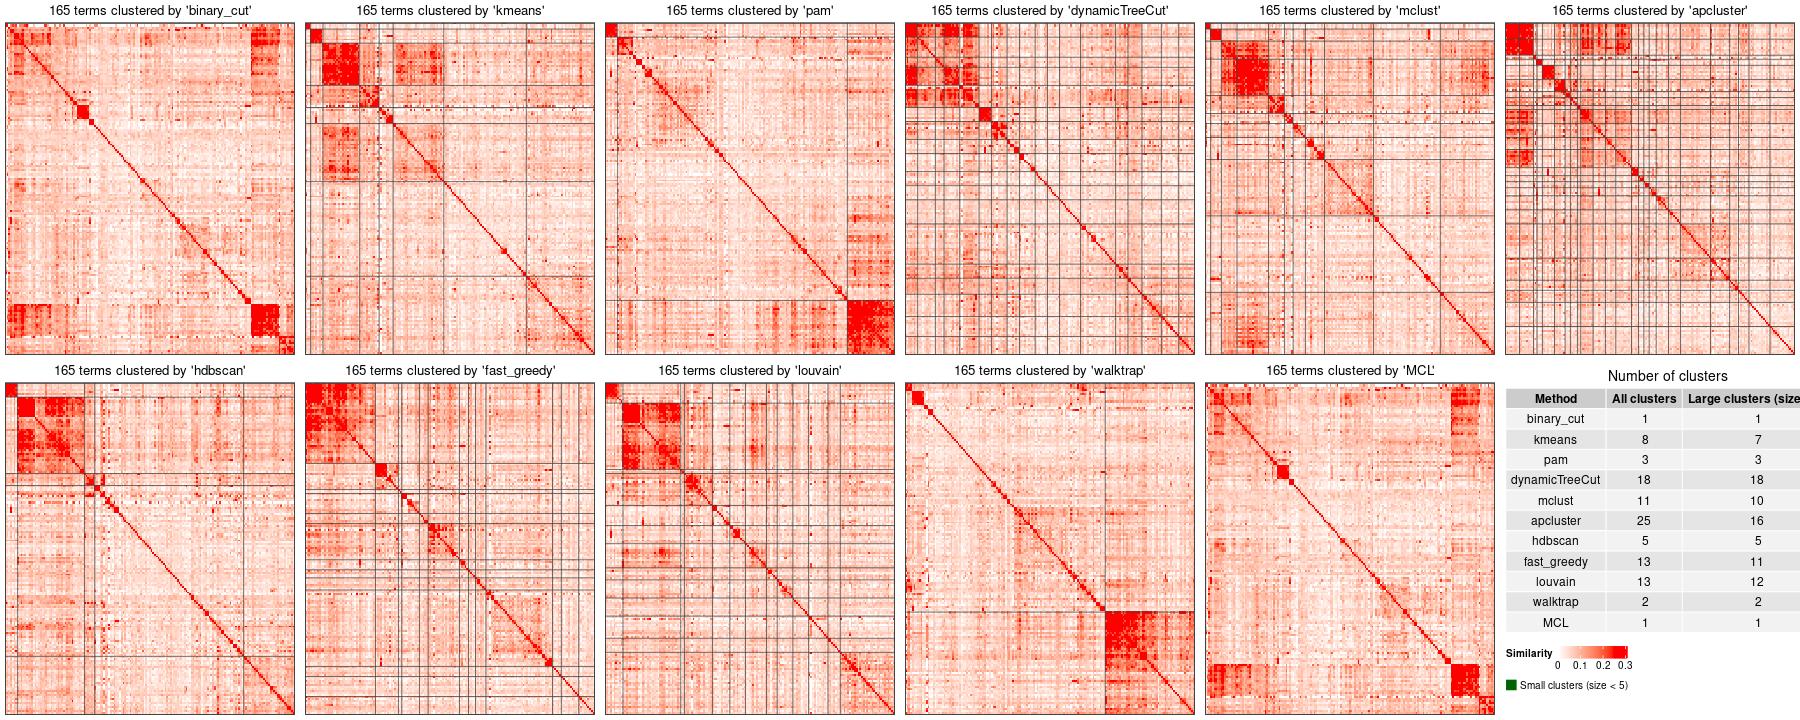 165 terms clustered by 'binary_cut'
165 terms clustered by 'kmeans'
165 terms clustered by 'pam'
165 terms clustered by 'dynamicTreeCut'
165 terms clustered by 'mclust'
165 terms clustered by 'apcluster'
165 terms clustered by 'hdbscan'
165 terms clustered by 'fast_greedy'
165 terms clustered by 'louvain'
165 terms clustered by 'walktrap'
165 terms clustered by 'MCL'
Number of clusters
Method All clusters Large clusters (size
binary_cut 1 1
kmeans 8 7
pam 3 3
dynamicTreeCut 18 18
mclust 11 10
apcluster 25 16
hdbscan 5 5
fast_greedy 13 11
louvain 13 12
walktrap 2 2
MCL 1 1
Similarity
0 0.1 0.2 0.3
Small clusters (size < 5)